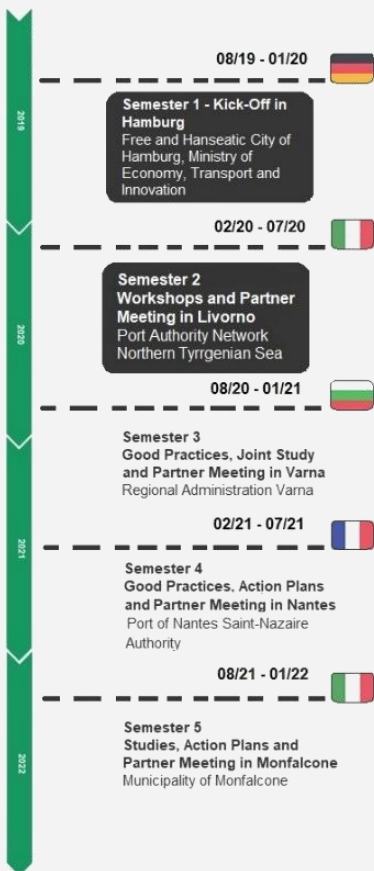 2019
08/19 - 01/20
Semester 1 - Kick-Off in
Hamburg
Free and Hanseatic City of
Hamburg, Ministry of
Economy, Transport and
Innovation
02/20 - 07/20
2020
Semester 2
Workshops and Partner
Meeting in Livorno
Port Authority Network
Northern Tyrrgenian Sea
08/20 - 01/21
Semester 3
Good Practices, Joint Study
and Partner Meeting in Varna
Regional Administration Varna
2021
02/21 - 07/21
Semester 4
Good Practices, Action Plans
and Partner Meeting in Nantes
Port of Nantes Saint-Nazaire
Authority
08/21 - 01/22
2022
Semester 5
Studies, Action Plans and
Partner Meeting in Monfalcone
Municipality of Monfalcone